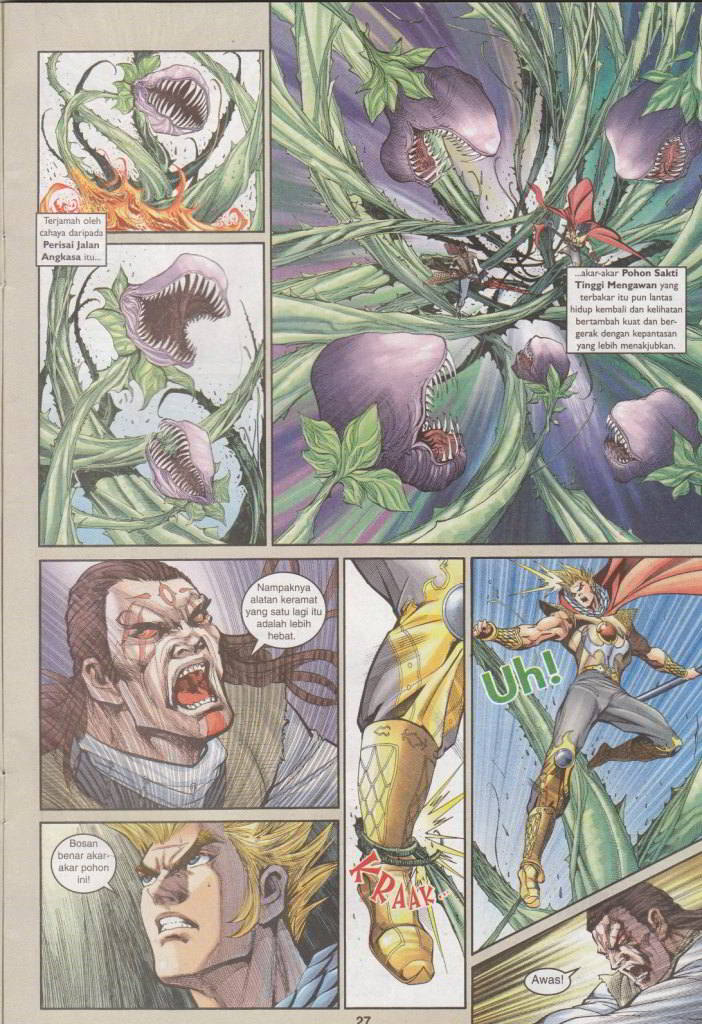 Terjamah oleh
cahaya daripada
Perisai Jalan
Angkasa itu...
...akar-akar Pohon Sakti
Tinggi Mengawan yang
terbakar itu pun lantas
hidup kembali dan kelihatan
bertambah kuat dan ber-
gerak dengan kepantasan
yang lebih menakjubkan.
Nampaknya
alatan keramat
yang satu lagi itu
adalah lebih
hebat.
Bosan
benar akar-
akar pohon
ini!
KRAAK..
Uh!
Awas!
27